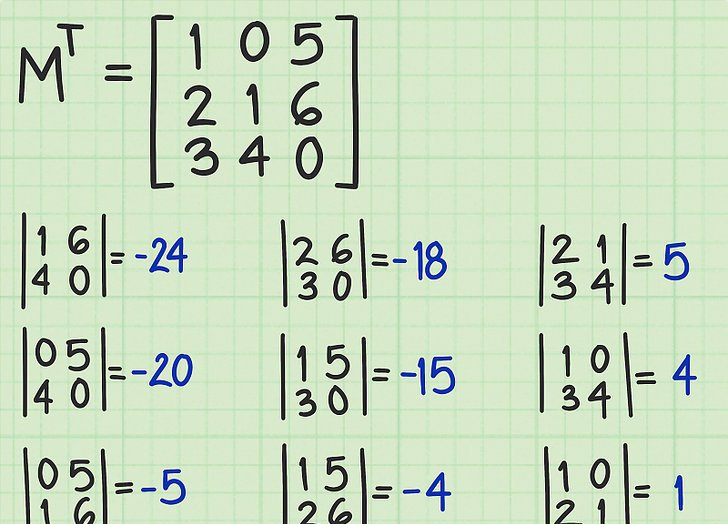 M^T = [1 0 5
2 1 6
3 4 0]
|1 6
4 0| = -24
|2 6
3 0| = -18
|2 1
3 4| = 5
|0 5
4 0| = -20
|1 5
3 0| = -15
|1 0
3 4| = 4
|0 5
1 6| = -5
|1 5
2 6| = -4
|1 0
2 1| = 1